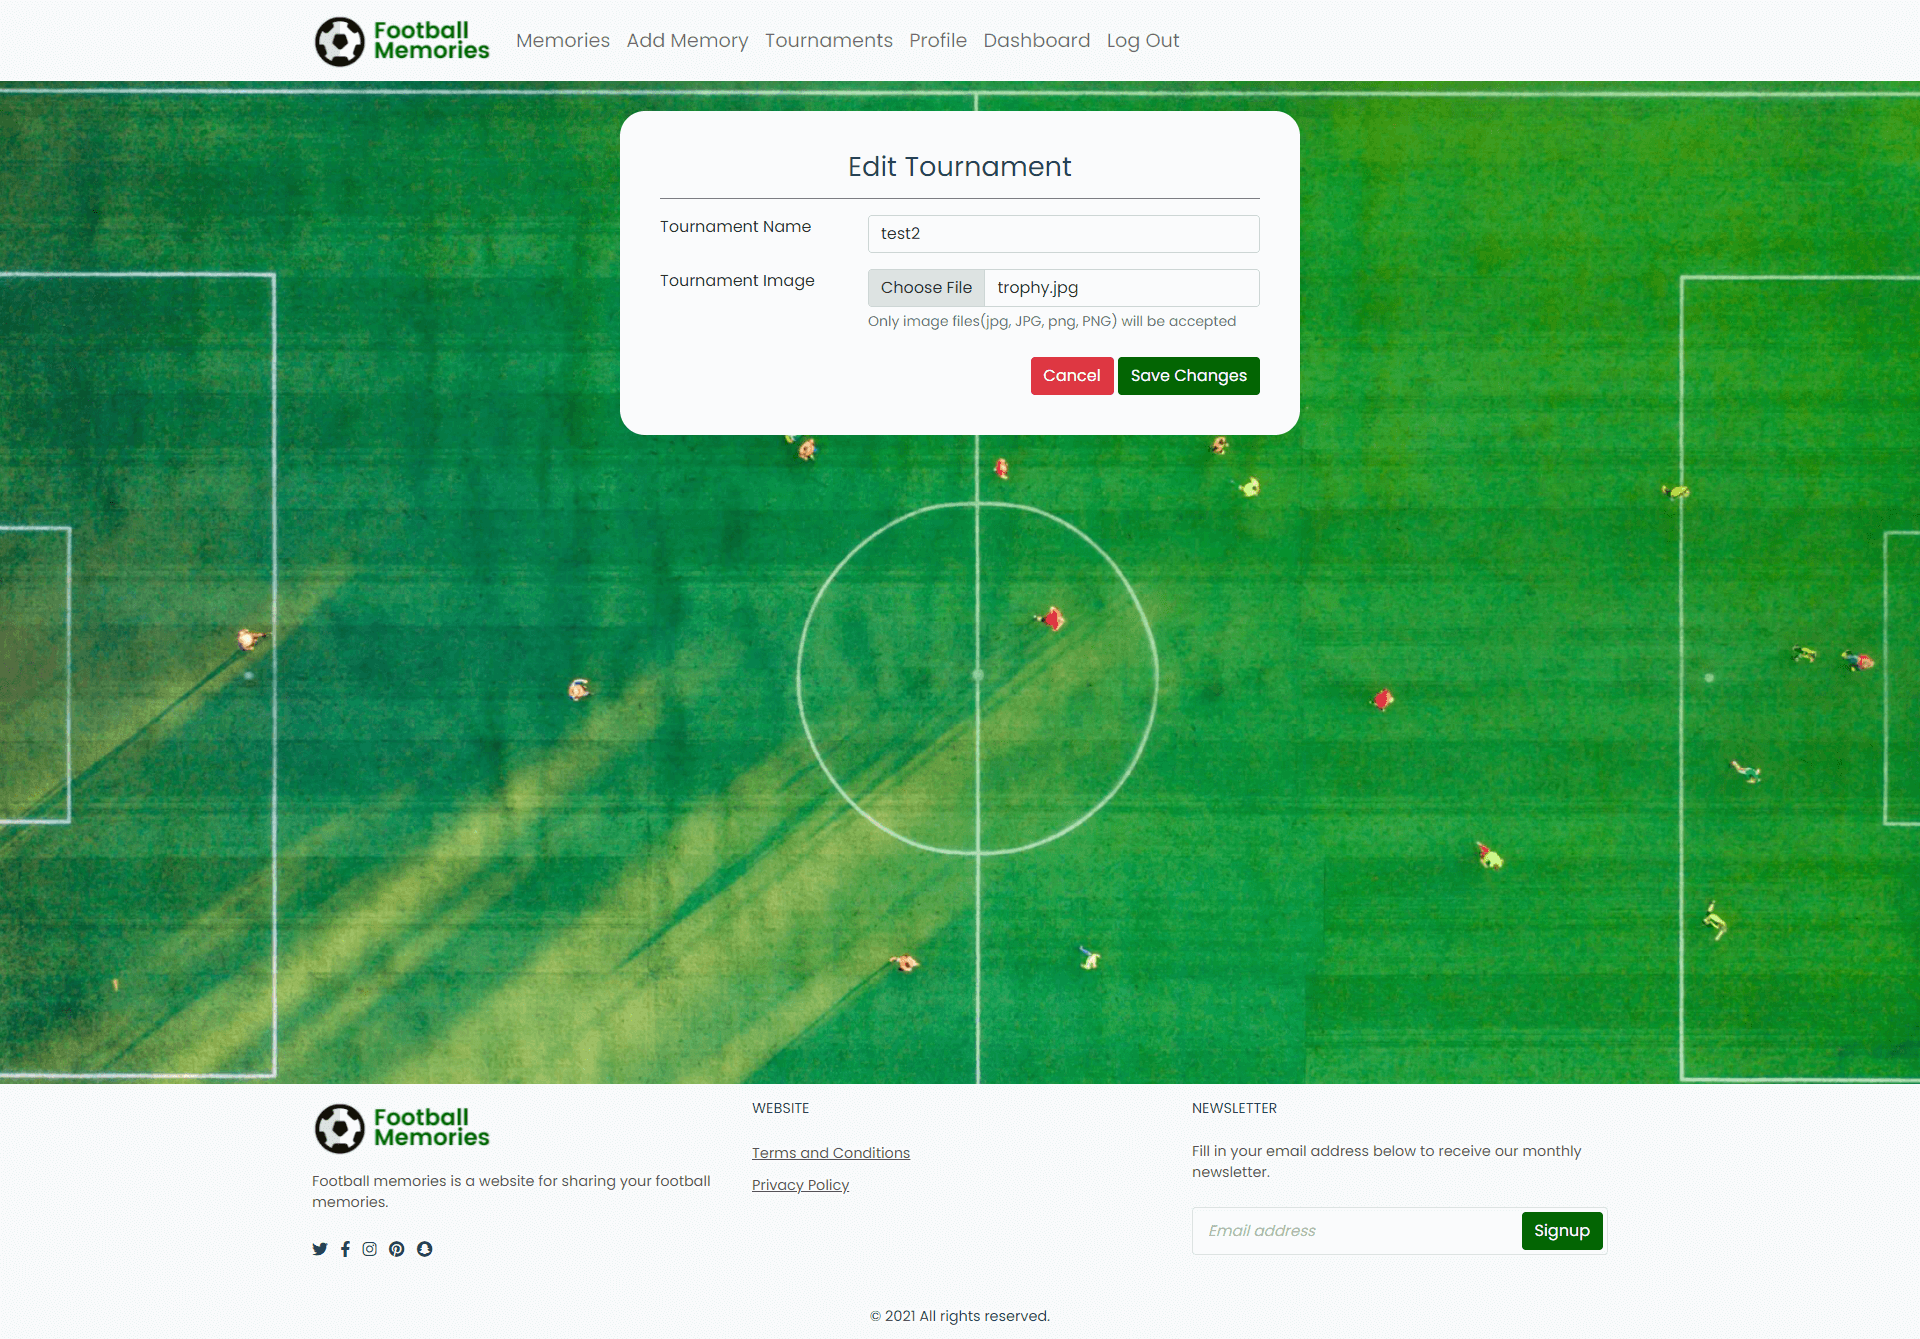 Football
Memories
Memories Add Memory Tournaments Profile Dashboard Log Out
Edit Tournament
Tournament Name
test2
Tournament Image
Choose File trophy.jpg
Only image files(jpg, JPG, png, PNG) will be accepted
Cancel Save Changes
Football
Memories
Football memories is a website for sharing your football
memories.
WEBSITE
Terms and Conditions
Privacy Policy
NEWSLETTER
Fill in your email address below to receive our monthly
newsletter.
Email address Signup
© 2021 All rights reserved.